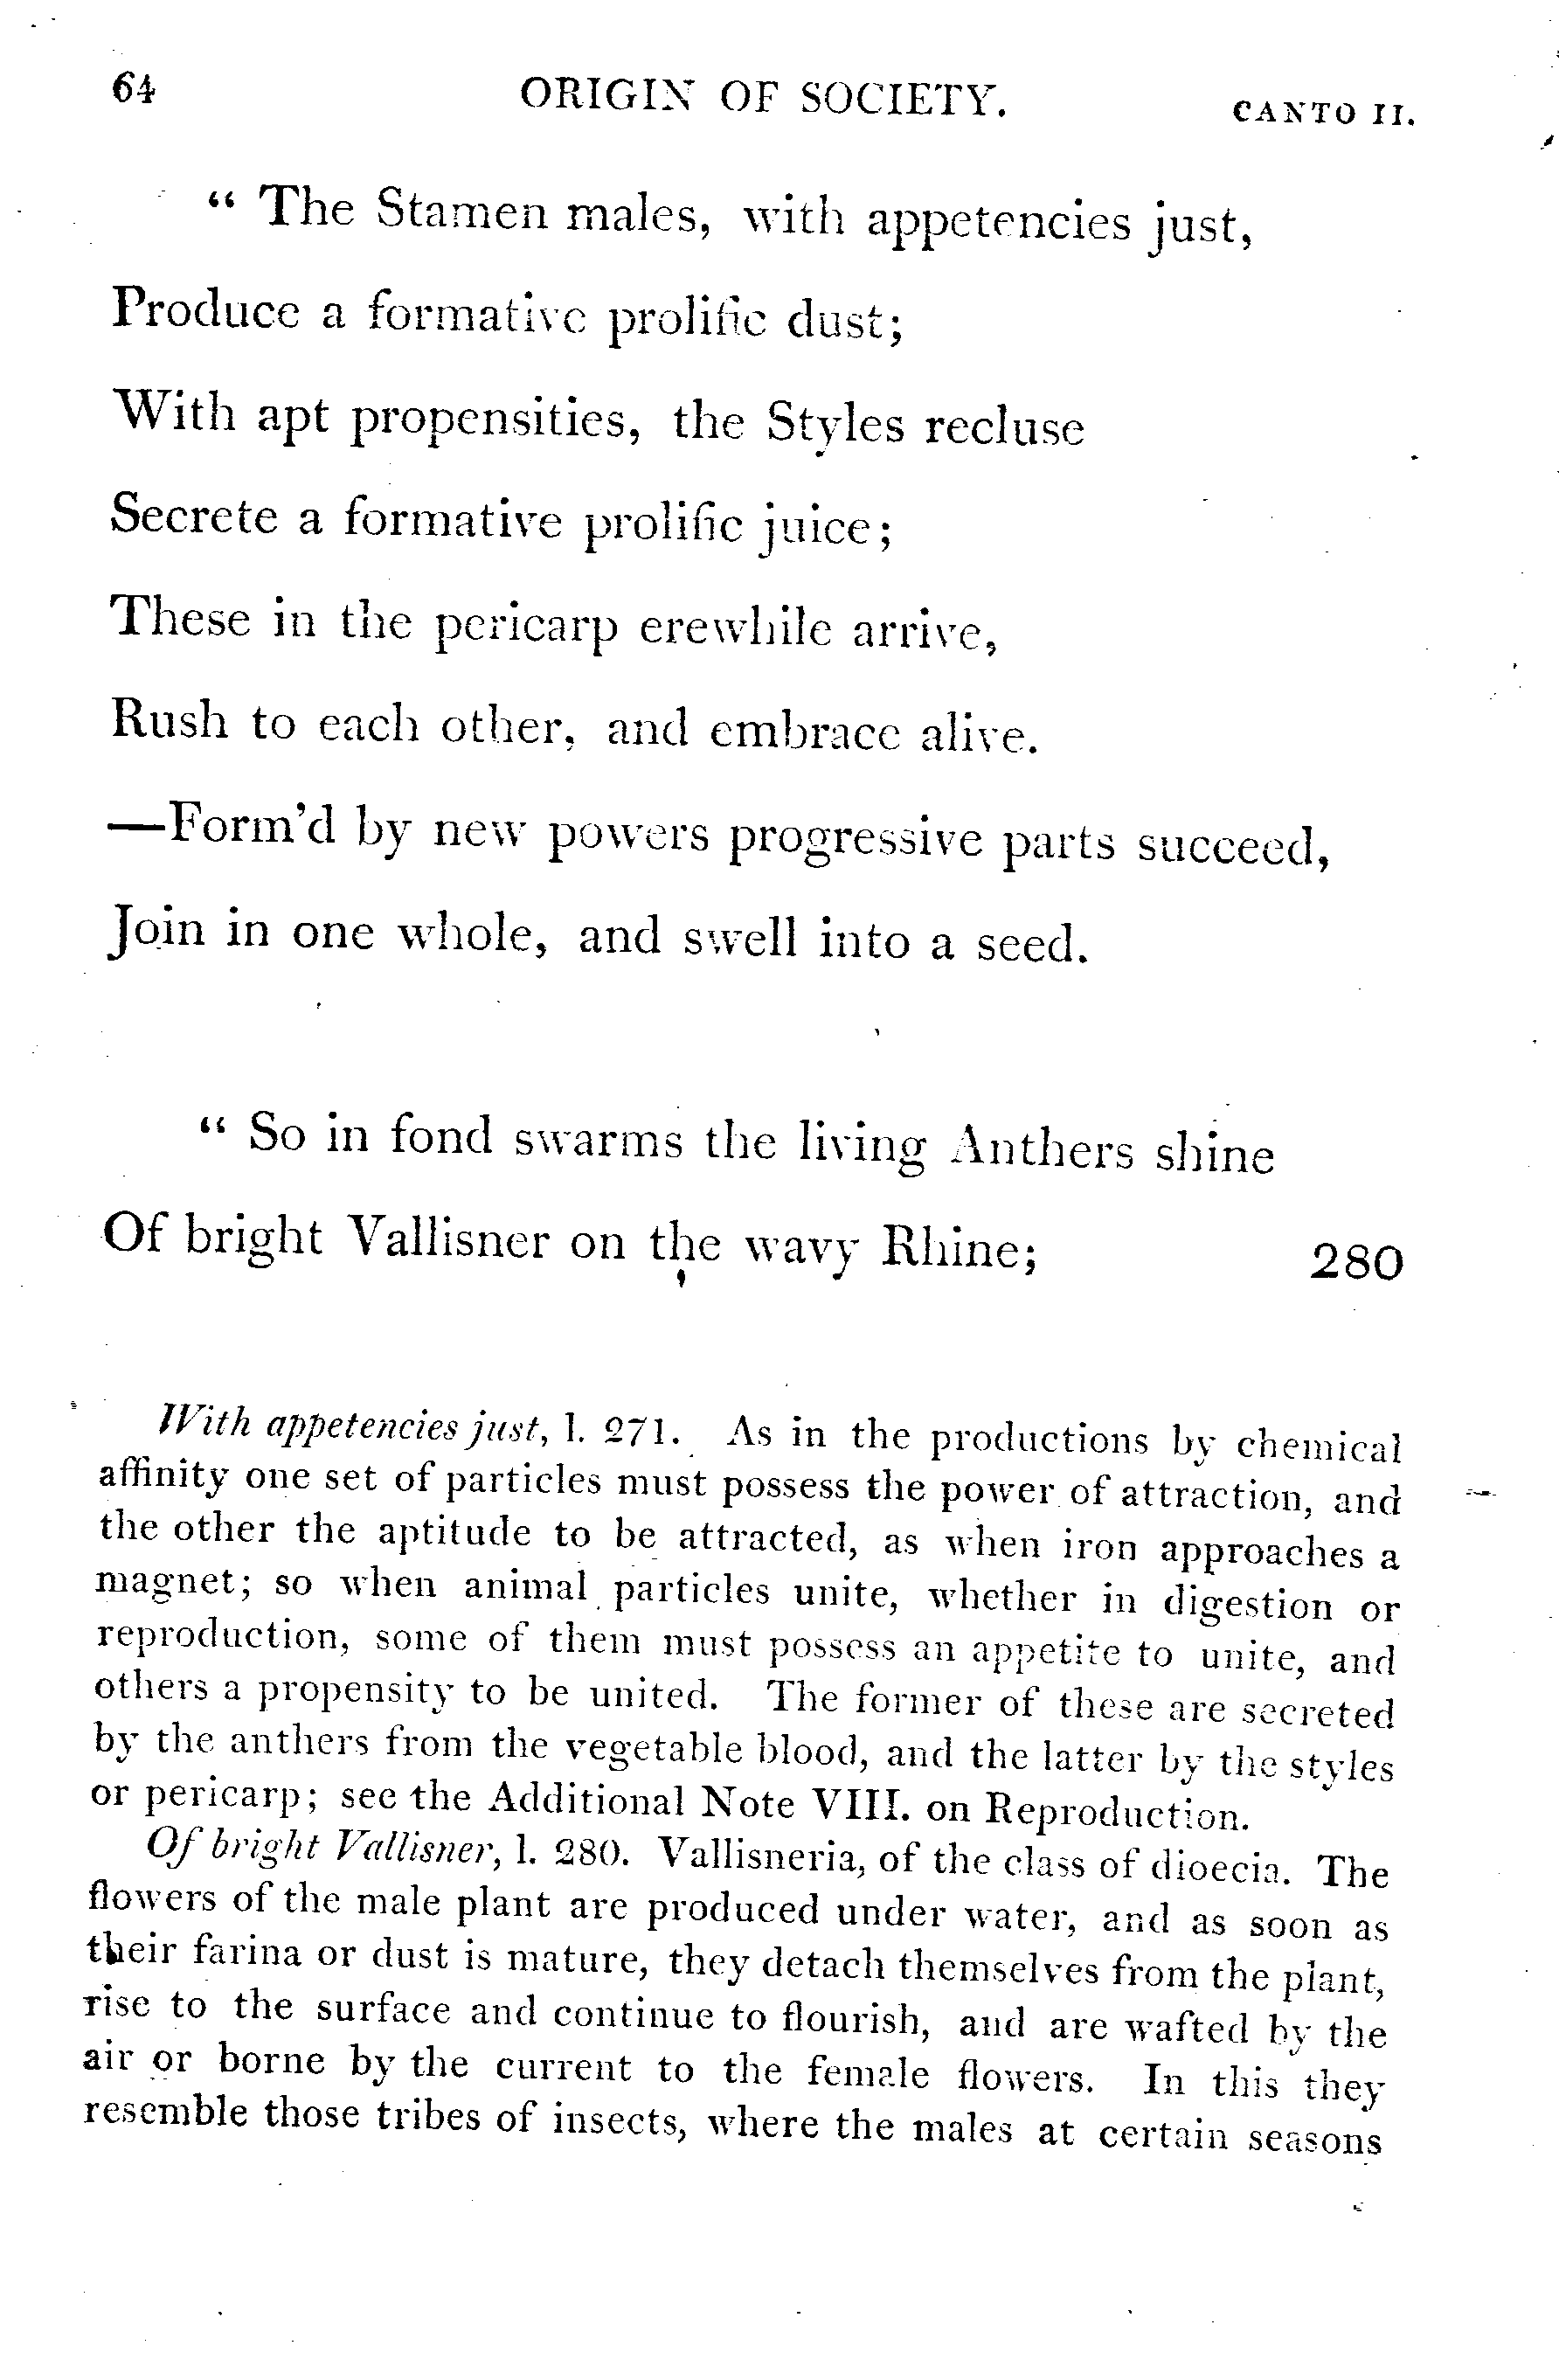 64 ORIGIN OF SOCIETY. CANTO II.
“ The Stamen males, with appetencies just,
Produce a formative prolific dust;
With apt propensities, the Styles recluse
Secrete a formative prolific juice;
These in the pericarp erewhile arrive,
Rush to each other, and embrace alive.
—Form’d by new powers progressive parts succeed,
Join in one whole, and swell into a seed.
“ So in fond swarms the living Anthers shine
Of bright Vallisner on the wavy Rhine; 280
With appetencies just, l. 271. As in the productions by chemical
affinity one set of particles must possess the power of attraction, and
the other the aptitude to be attracted, as when iron approaches a
magnet; so when animal particles unite, whether in digestion or
reproduction, some of them must possess an appetite to unite, and
others a propensity to be united. The former of these are secreted
by the anthers from the vegetable blood, and the latter by the styles
or pericarp; see the Additional Note VIII. on Reproduction.
Of bright Vallisner, l. 280. Vallisneria, of the class of dioecia. The
flowers of the male plant are produced under water, and as soon as
their farina or dust is mature, they detach themselves from the plant,
rise to the surface and continue to flourish, and are wafted by the
air or borne by the current to the female flowers. In this they
resemble those tribes of insects, where the males at certain seasons